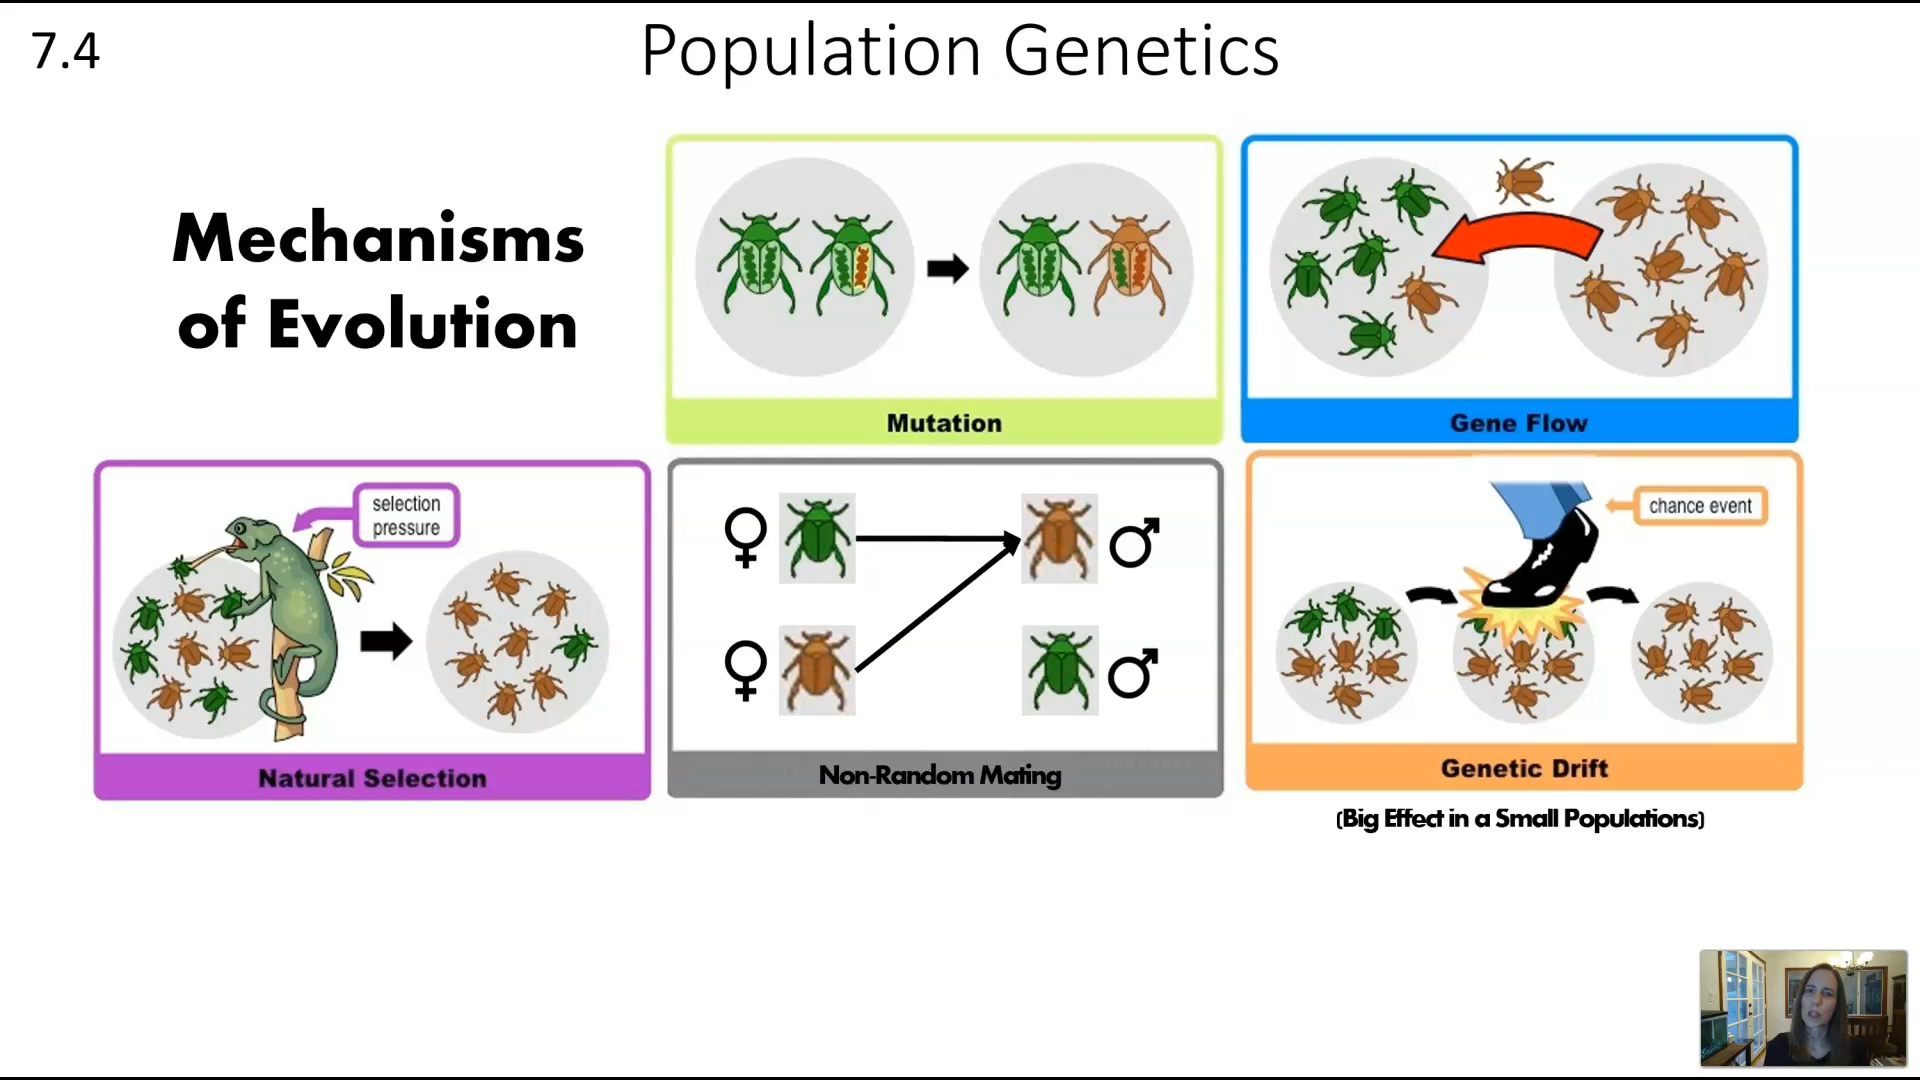 7.4
Population Genetics
Mechanisms
of Evolution
Mutation
Gene Flow
selection
pressure
Natural Selection
♀
♂
♀
♂
Non-Random Mating
chance event
Genetic Drift
(Big Effect in a Small Populations)